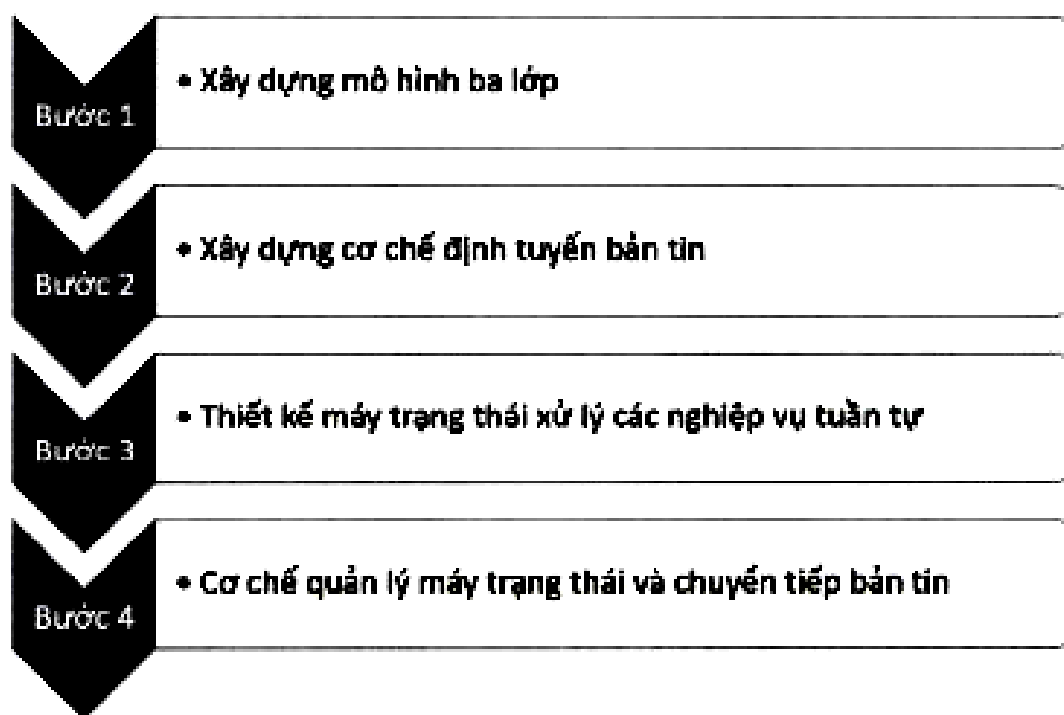 Bước 1
• Xây dựng mô hình ba lớp
Bước 2
• Xây dựng cơ chế định tuyến bản tin
Bước 3
• Thiết kế máy trạng thái xử lý các nghiệp vụ tuần tự
Bước 4
• Cơ chế quản lý máy trạng thái và chuyển tiếp bản tin